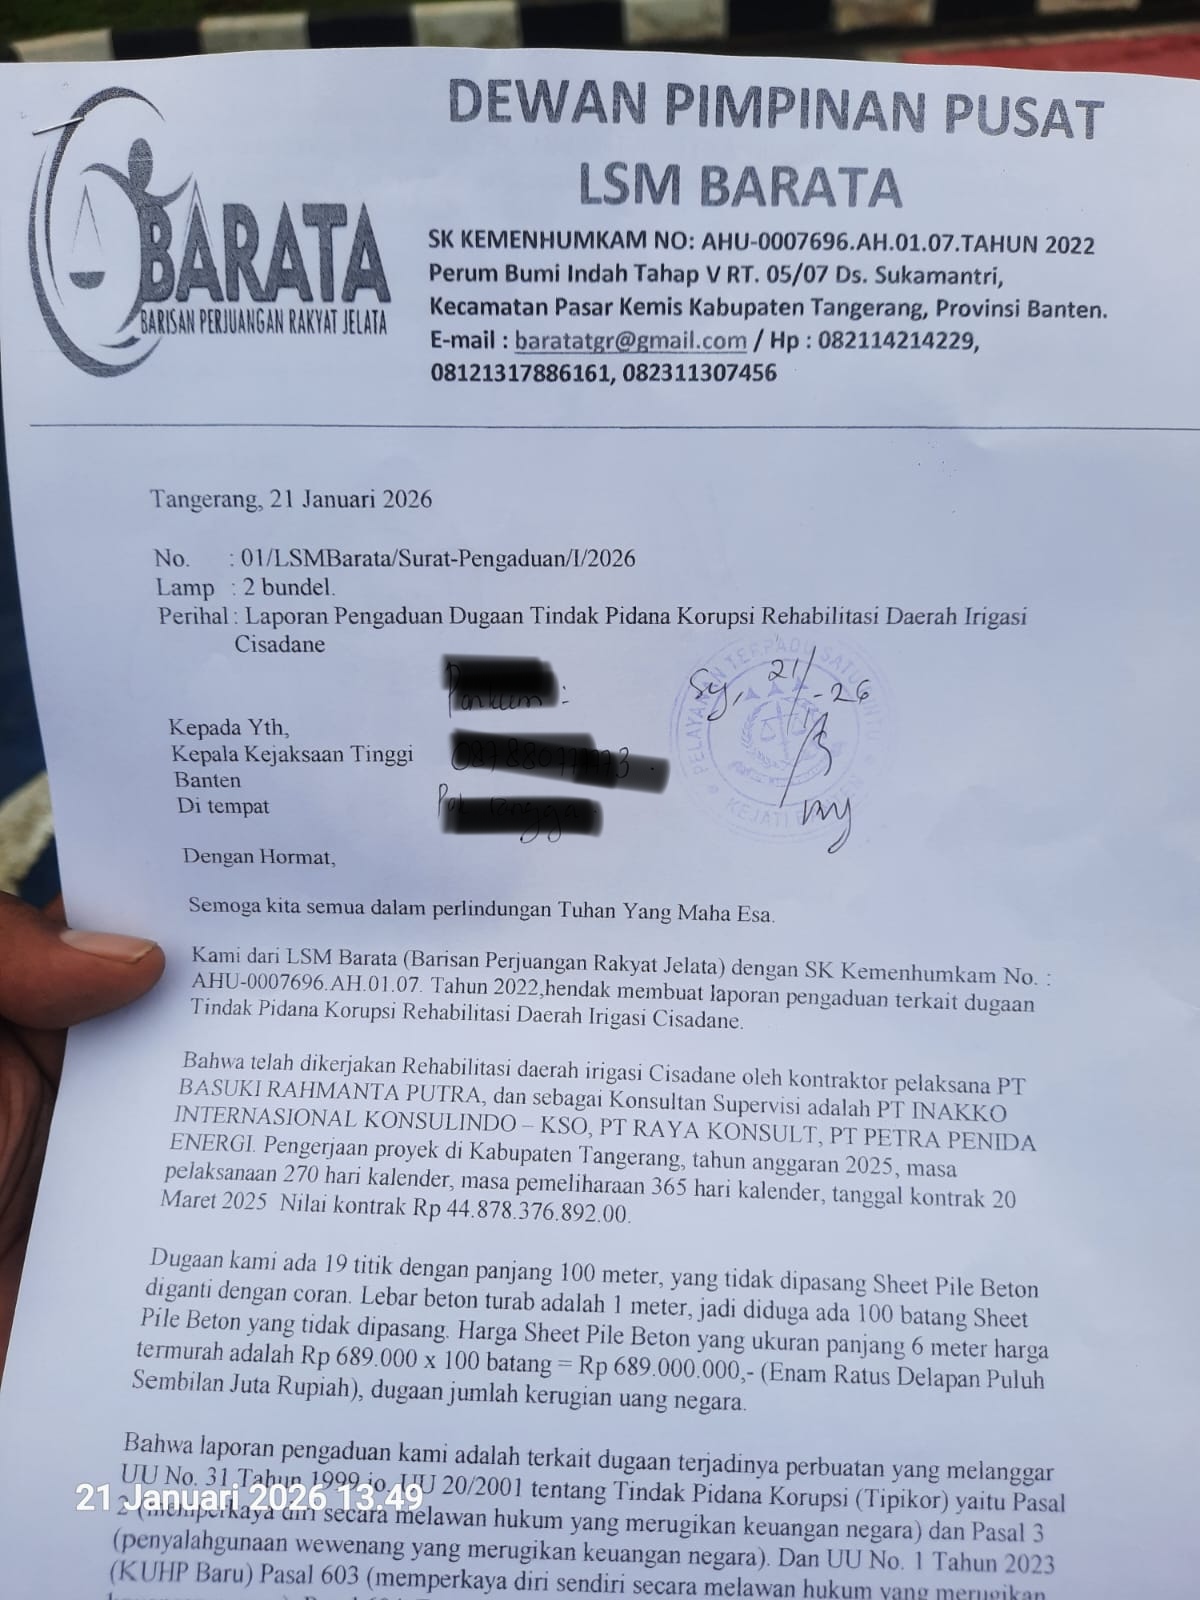 BARATA
BARISAN PERJUANGAN RAKYAT JELATA
DEWAN PIMPINAN PUSAT
LSM BARATA
SK KEMENHUMKAM NO: AHU-0007696.AH.01.07.TAHUN 2022
Perum Bumi Indah Tahap V RT. 05/07 Ds. Sukamantri,
Kecamatan Pasar Kemis Kabupaten Tangerang, Provinsi Banten.
E-mail : baratatgr@gmail.com / Hp : 082114214229,
08121317886161, 082311307456
Tangerang, 21 Januari 2026
No. : 01/LSMBarata/Surat-Pengaduan/I/2026
Lamp : 2 bundel.
Perihal : Laporan Pengaduan Dugaan Tindak Pidana Korupsi Rehabilitasi Daerah Irigasi
Cisadane
PELAYANAN TERPADU SATU PINTU
KEJATI BANTEN
21/ -26
Kepada Yth,
Kepala Kejaksaan Tinggi
Banten
Di tempat
Dengan Hormat,
Semoga kita semua dalam perlindungan Tuhan Yang Maha Esa.
Kami dari LSM Barata (Barisan Perjuangan Rakyat Jelata) dengan SK Kemenhumkam No. :
AHU-0007696.AH.01.07. Tahun 2022,hendak membuat laporan pengaduan terkait dugaan
Tindak Pidana Korupsi Rehabilitasi Daerah Irigasi Cisadane.
Bahwa telah dikerjakan Rehabilitasi daerah irigasi Cisadane oleh kontraktor pelaksana PT
BASUKI RAHMANTA PUTRA, dan sebagai Konsultan Supervisi adalah PT INAKKO
INTERNASIONAL KONSULINDO – KSO, PT RAYA KONSULT, PT PETRA PENIDA
ENERGI. Pengerjaan proyek di Kabupaten Tangerang, tahun anggaran 2025, masa
pelaksanaan 270 hari kalender, masa pemeliharaan 365 hari kalender, tanggal kontrak 20
Maret 2025 Nilai kontrak Rp 44.878.376.892.00.
Dugaan kami ada 19 titik dengan panjang 100 meter, yang tidak dipasang Sheet Pile Beton
diganti dengan coran. Lebar beton turab adalah 1 meter, jadi diduga ada 100 batang Sheet
Pile Beton yang tidak dipasang. Harga Sheet Pile Beton yang ukuran panjang 6 meter harga
termurah adalah Rp 689.000 x 100 batang = Rp 689.000.000,- (Enam Ratus Delapan Puluh
Sembilan Juta Rupiah), dugaan jumlah kerugian uang negara.
Bahwa laporan pengaduan kami adalah terkait dugaan terjadinya perbuatan yang melanggar
UU No. 31 Tahun 1999 jo. UU 20/2001 tentang Tindak Pidana Korupsi (Tipikor) yaitu Pasal
21 Januari 2026 13.49
2 (memperkaya diri secara melawan hukum yang merugikan keuangan negara) dan Pasal 3
(penyalahgunaan wewenang yang merugikan keuangan negara). Dan UU No. 1 Tahun 2023
(KUHP Baru) Pasal 603 (memperkaya diri sendiri secara melawan hukum yang merugikan